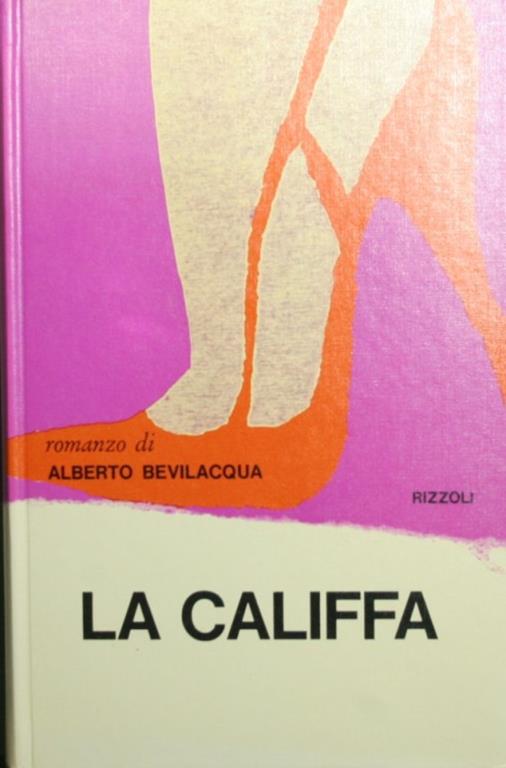 romanzo di
ALBERTO BEVILACQUA
RIZZOLI
LA CALIFFA